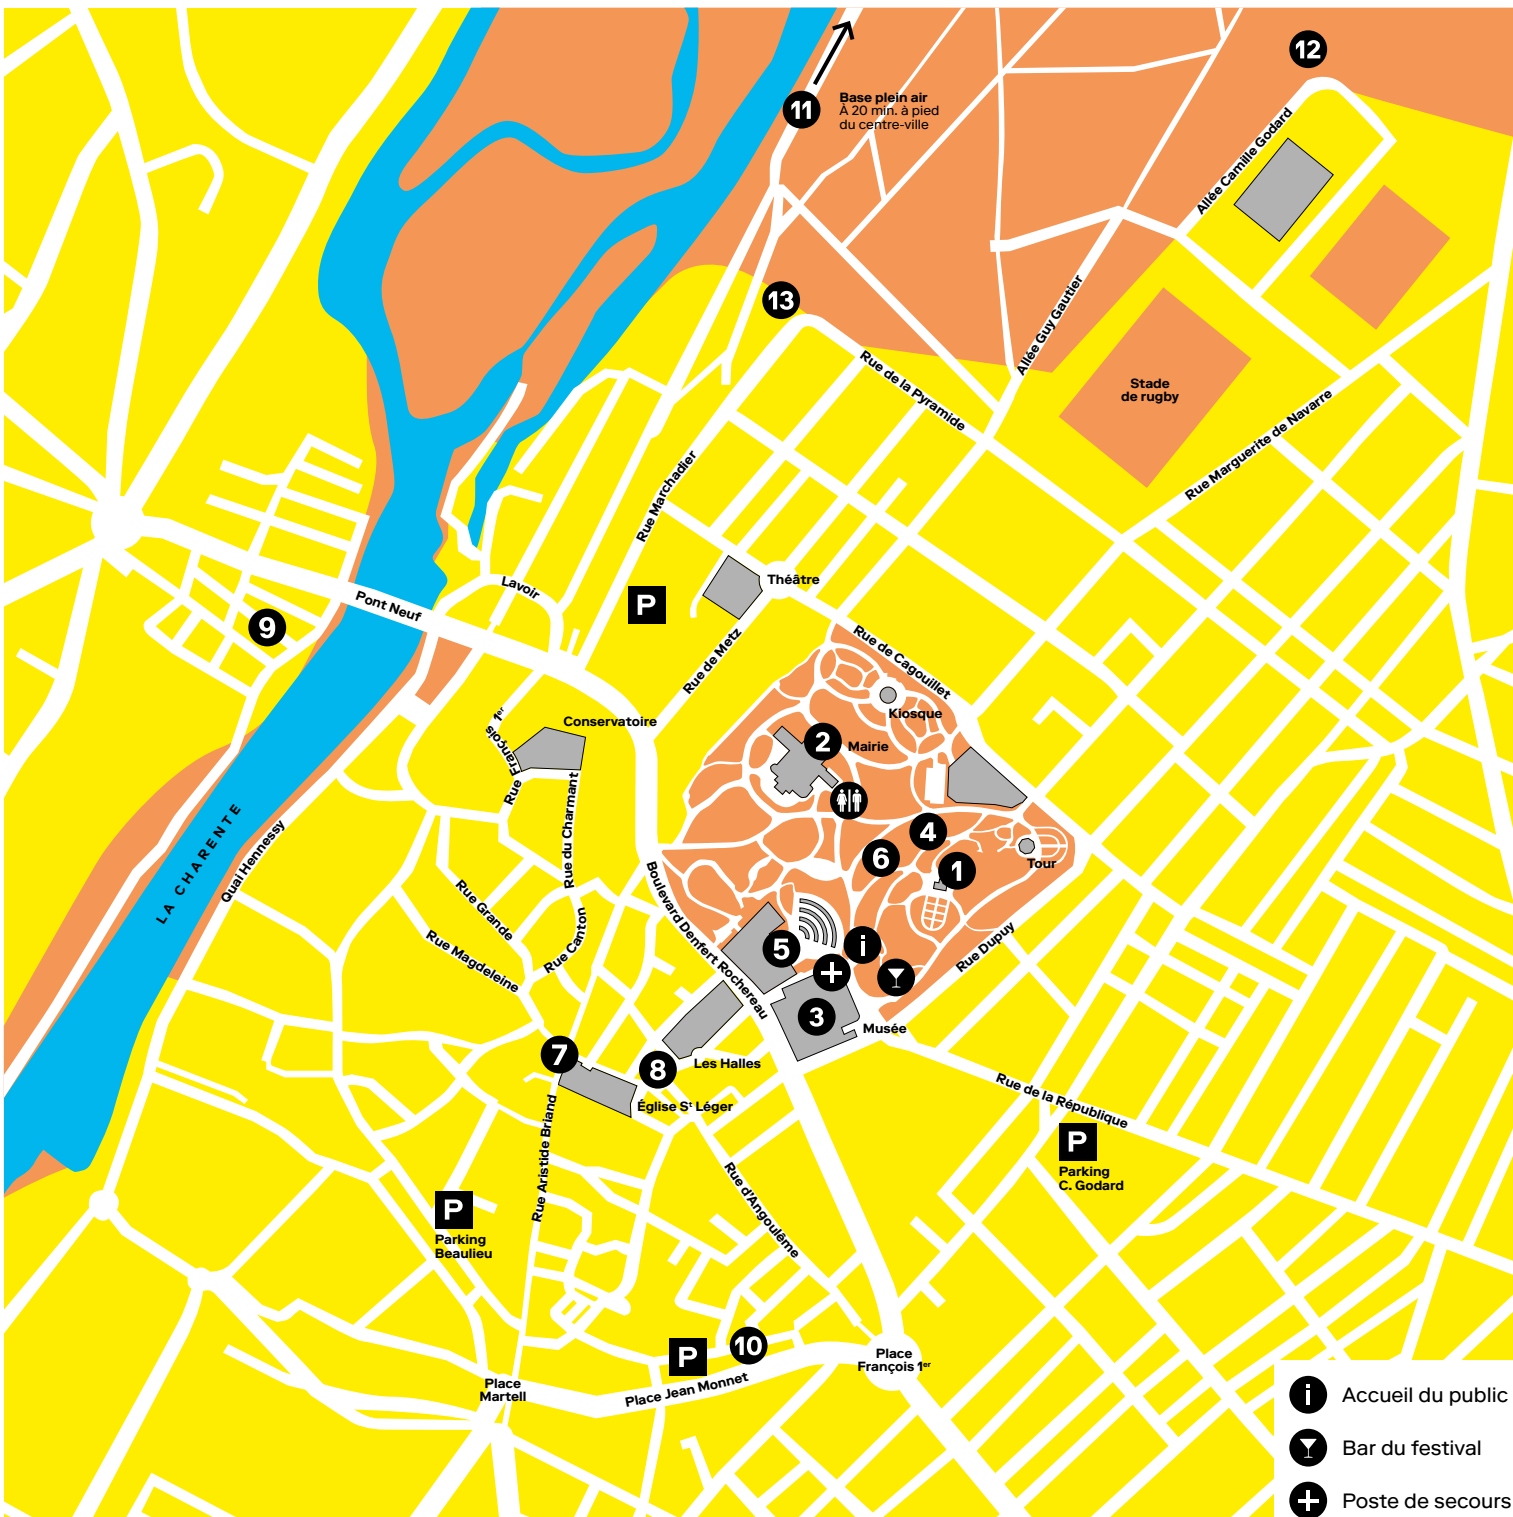 12
11
Base plein air
À 20 min. à pied
du centre-ville
Allée Camille Godard
13
Allée Guy Gautier
Rue de la Pyramide
Stade
de rugby
Rue Marguerite de Navarre
Rue Marchadier
Théâtre
Lavoir
P
Pont Neuf
9
Rue de Metz
Rue de Cagouillet
Kiosque
Conservatoire
Rue François 1er
2
Mairie
4
6
1
Tour
Rue du Charmant
LA CHARENTE
Quai Hennessy
Boulevard Denfert Rochereau
Rue Grande
Rue Canton
Rue Magdeleine
5
i
Rue Dupuy
3
Musée
7
8
Les Halles
Église St Léger
Rue de la République
P
Parking
C. Godard
Rue Aristide Briand
Rue d'Angoulême
P
Parking
Beaulieu
P
10
Place
François 1er
Place
Martell
Place Jean Monnet
i
Accueil du public
Bar du festival
Poste de secours